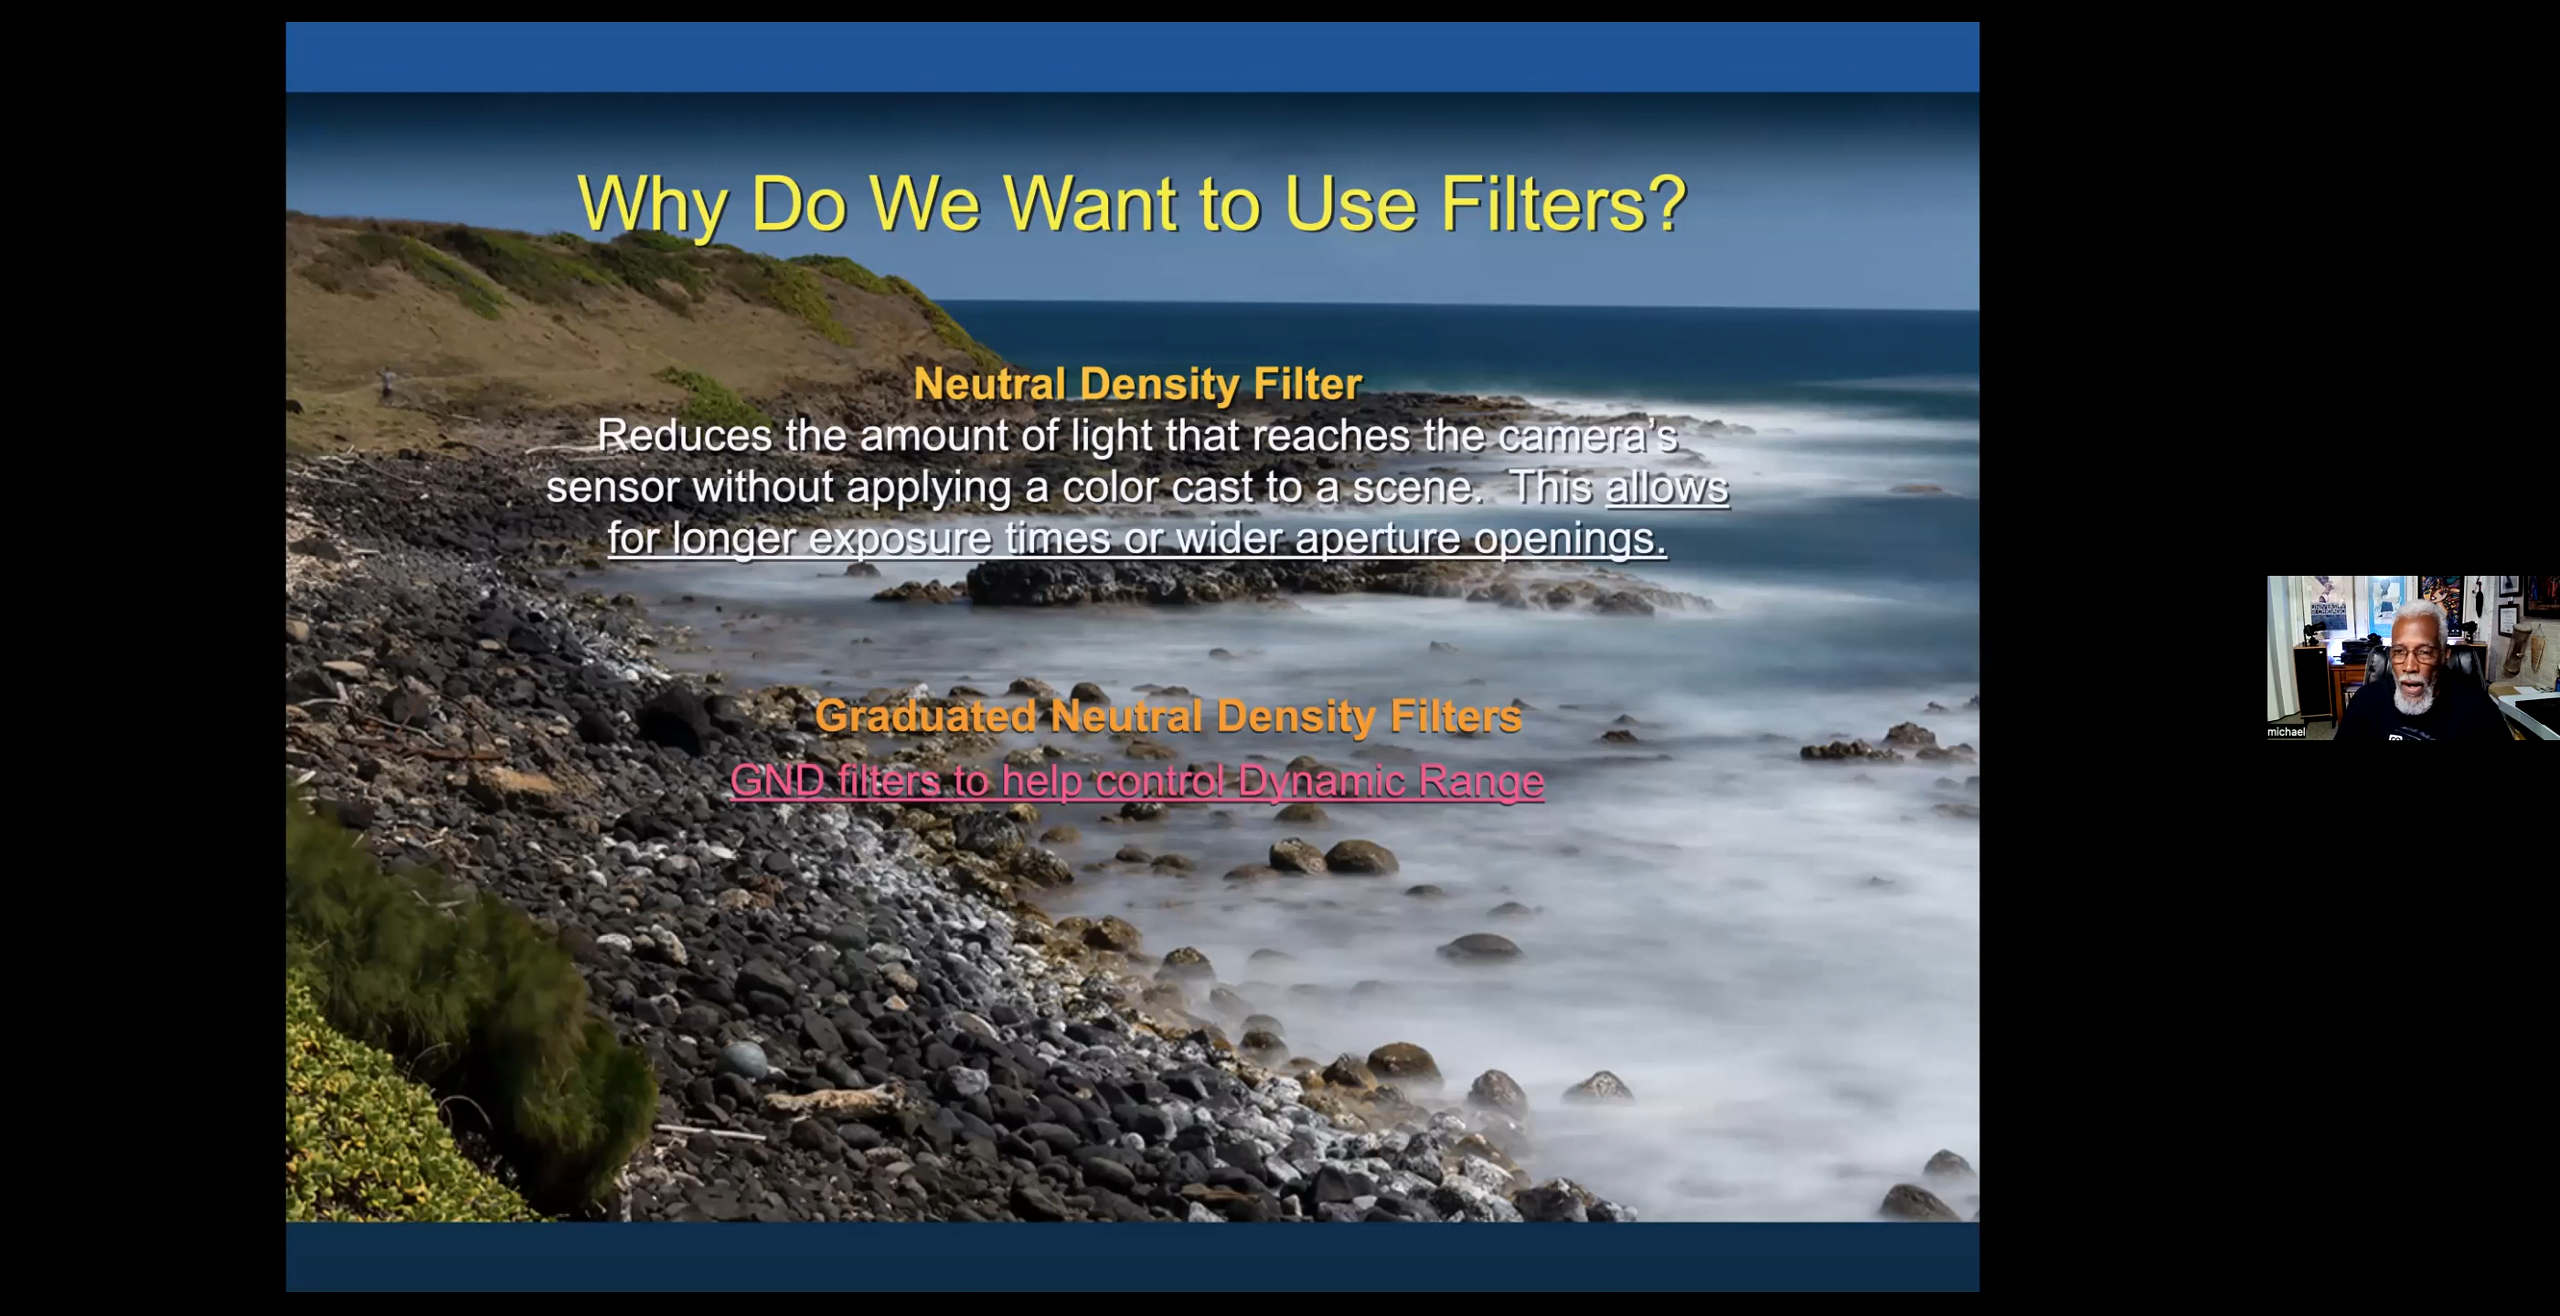 Why Do We Want to Use Filters?
Neutral Density Filter
Reduces the amount of light that reaches the camera's
sensor without applying a color cast to a scene. This allows
for longer exposure times or wider aperture openings.
Graduated Neutral Density Filters
GND filters to help control Dynamic Range
michael